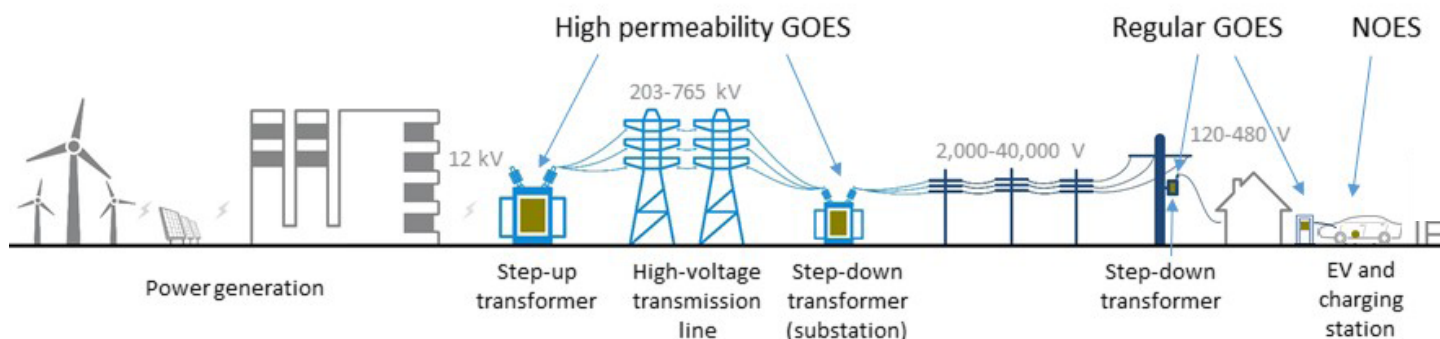 High permeability GOES
Regular GOES
NOES
203-765 kV
12 kV
2,000-40,000 V
120-480 V
Power generation
Step-up
transformer
High-voltage
transmission
line
Step-down
transformer
(substation)
Step-down
transformer
EV and
charging
station